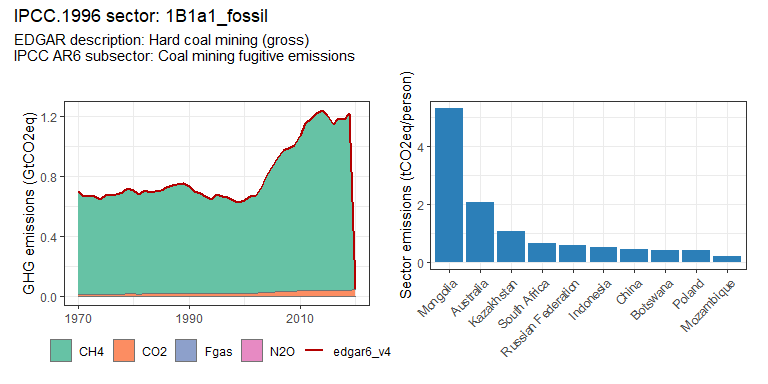 IPCC.1996 sector: 1B1a1_fossil
EDGAR description: Hard coal mining (gross)
IPCC AR6 subsector: Coal mining fugitive emissions
GHG emissions (GtCO2eq)
1.2
0.8
0.4
0.0
1970
1990
2010
CH4
CO2
Fgas
N2O
edgar6_v4
Sector emissions (tCO2eq/person)
4
2
0
Mongolia
Australia
Kazakhstan
South Africa
Russian Federation
Indonesia
China
Botswana
Poland
Mozambique